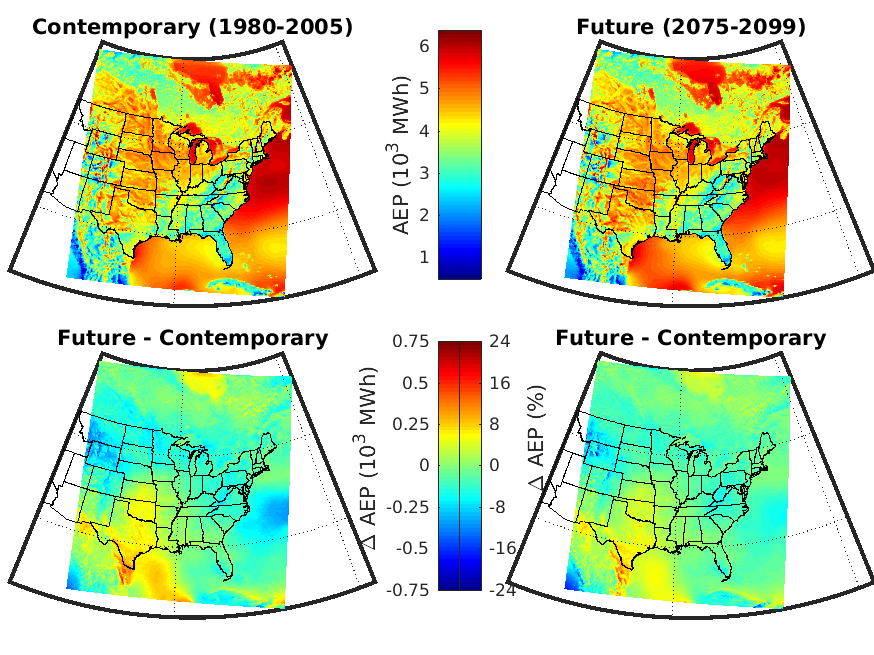 Contemporary (1980-2005)
Future (2075-2099)
AEP (10³ MWh)
6
5
4
3
2
1
Future - Contemporary
Future - Contemporary
△ AEP (10³ MWh)
0.75
0.5
0.25
0
-0.25
-0.5
-0.75
24
16
8
0
-8
-16
-24
△ AEP (%)